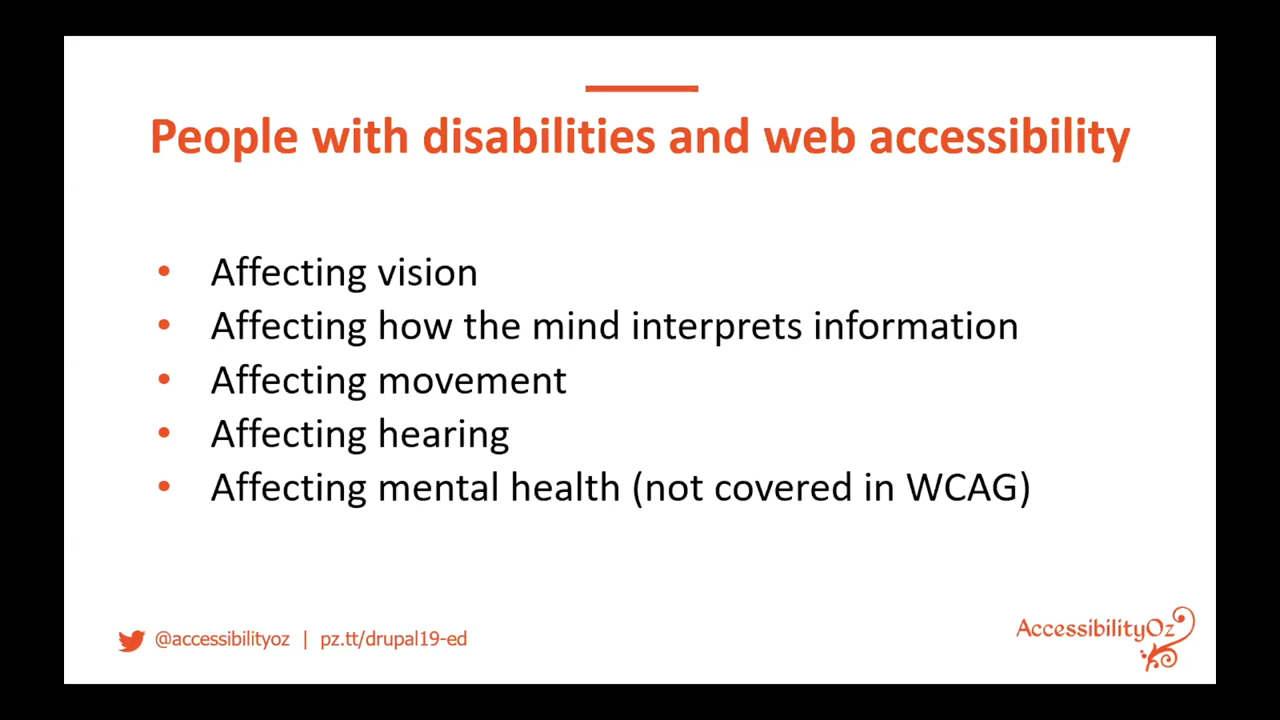 People with disabilities and web accessibility
• Affecting vision
• Affecting how the mind interprets information
• Affecting movement
• Affecting hearing
• Affecting mental health (not covered in WCAG)
@accessibilityoz | pz.tt/drupal19-ed
AccessibilityOz